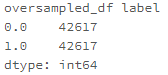 oversampled_df label
0.0    42617
1.0    42617
dtype: int64